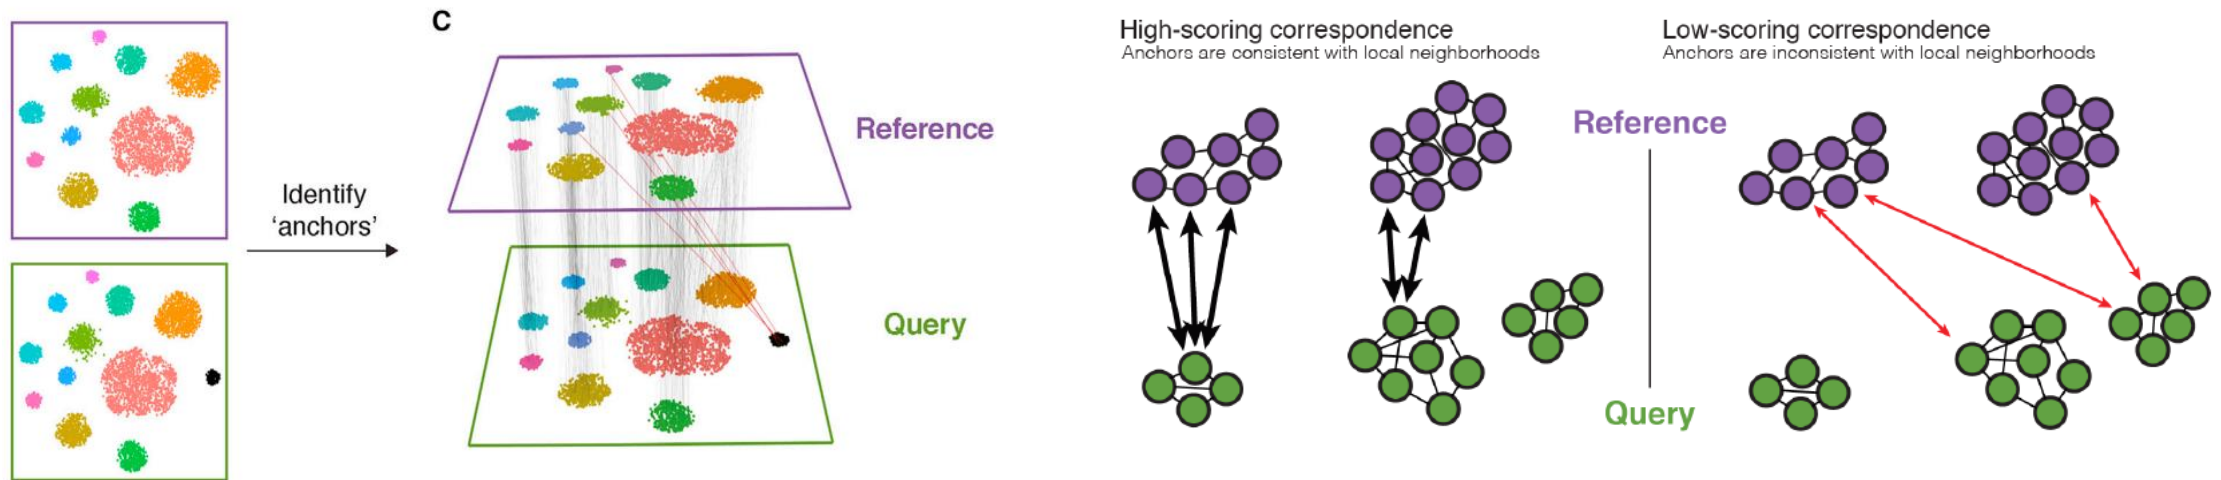 Identify
‘anchors’
C
Reference
Query
High-scoring correspondence
Anchors are consistent with local neighborhoods
Low-scoring correspondence
Anchors are inconsistent with local neighborhoods
Reference
Query